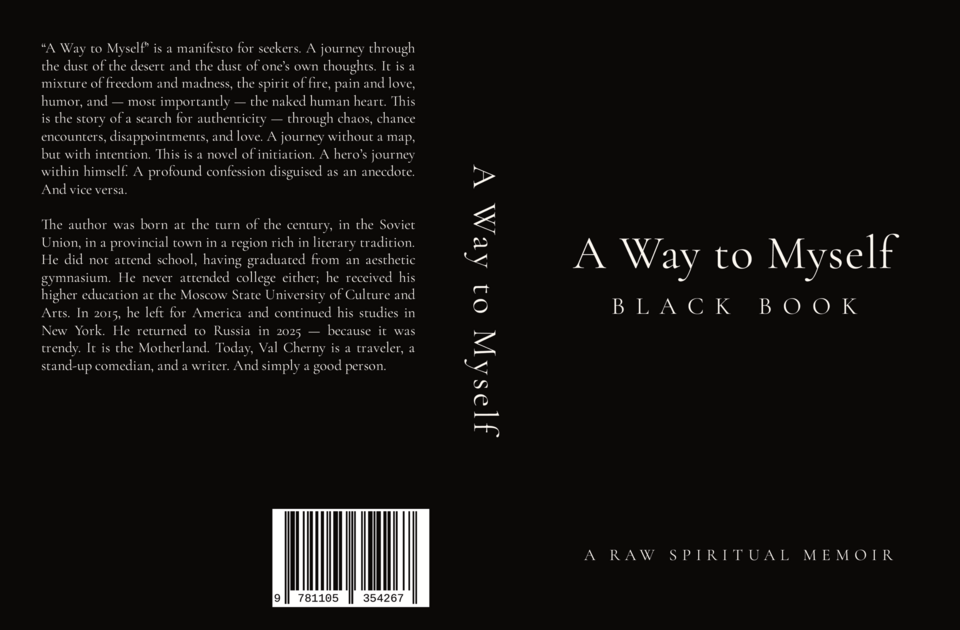 “A Way to Myself” is a manifesto for seekers. A journey through
the dust of the desert and the dust of one’s own thoughts. It is a
mixture of freedom and madness, the spirit of fire, pain and love,
humor, and — most importantly — the naked human heart. This
is the story of a search for authenticity — through chaos, chance
encounters, disappointments, and love. A journey without a map,
but with intention. This is a novel of initiation. A hero’s journey
within himself. A profound confession disguised as an anecdote.
And vice versa.
The author was born at the turn of the century, in the Soviet
Union, in a provincial town in a region rich in literary tradition.
He did not attend school, having graduated from an aesthetic
gymnasium. He never attended college either; he received his
higher education at the Moscow State University of Culture and
Arts. In 2015, he left for America and continued his studies in
New York. He returned to Russia in 2025 — because it was
trendy. It is the Motherland. Today, Val Cherny is a traveler, a
stand-up comedian, and a writer. And simply a good person.
9 781105 354267
A Way to Myself
A Way to Myself
BLACK BOOK
A RAW SPIRITUAL MEMOIR